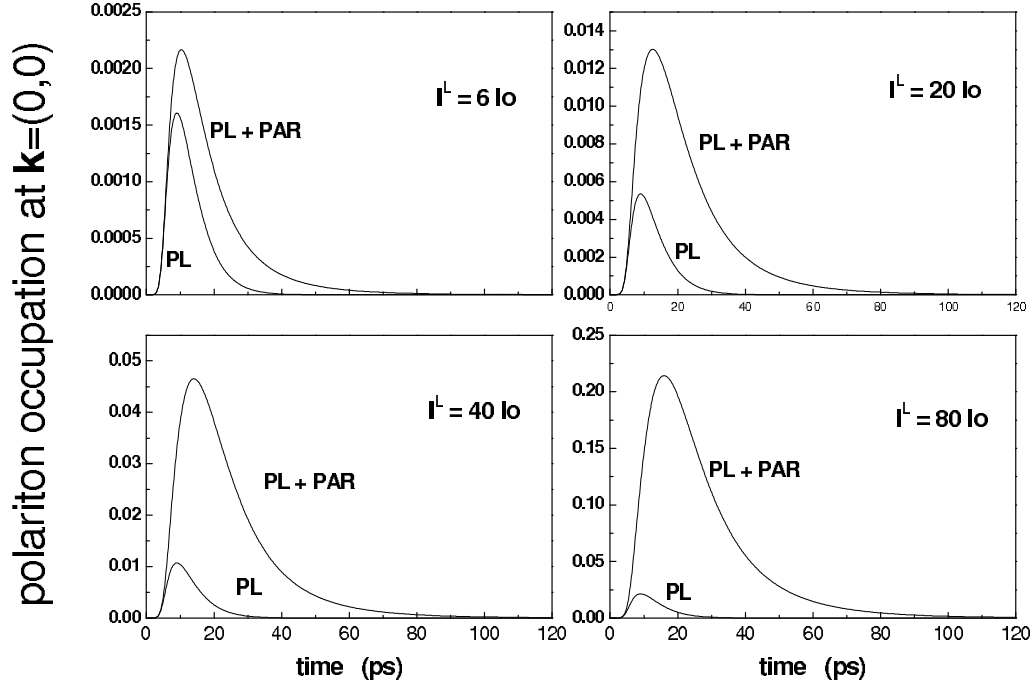 polariton occupation at k=(0,0)
0.0025
0.0020
0.0015
0.0010
0.0005
0.0000
I^L = 6 Io
PL + PAR
PL
0.014
0.012
0.010
0.008
0.006
0.004
0.002
0.000
0 20 40 60 80 100 120
I^L = 20 Io
PL + PAR
PL
0.05
0.04
0.03
0.02
0.01
0.00
0 20 40 60 80 100 120
I^L = 40 Io
PL + PAR
PL
time (ps)
0.25
0.20
0.15
0.10
0.05
0.00
0 20 40 60 80 100 120
I^L = 80 Io
PL + PAR
PL
time (ps)